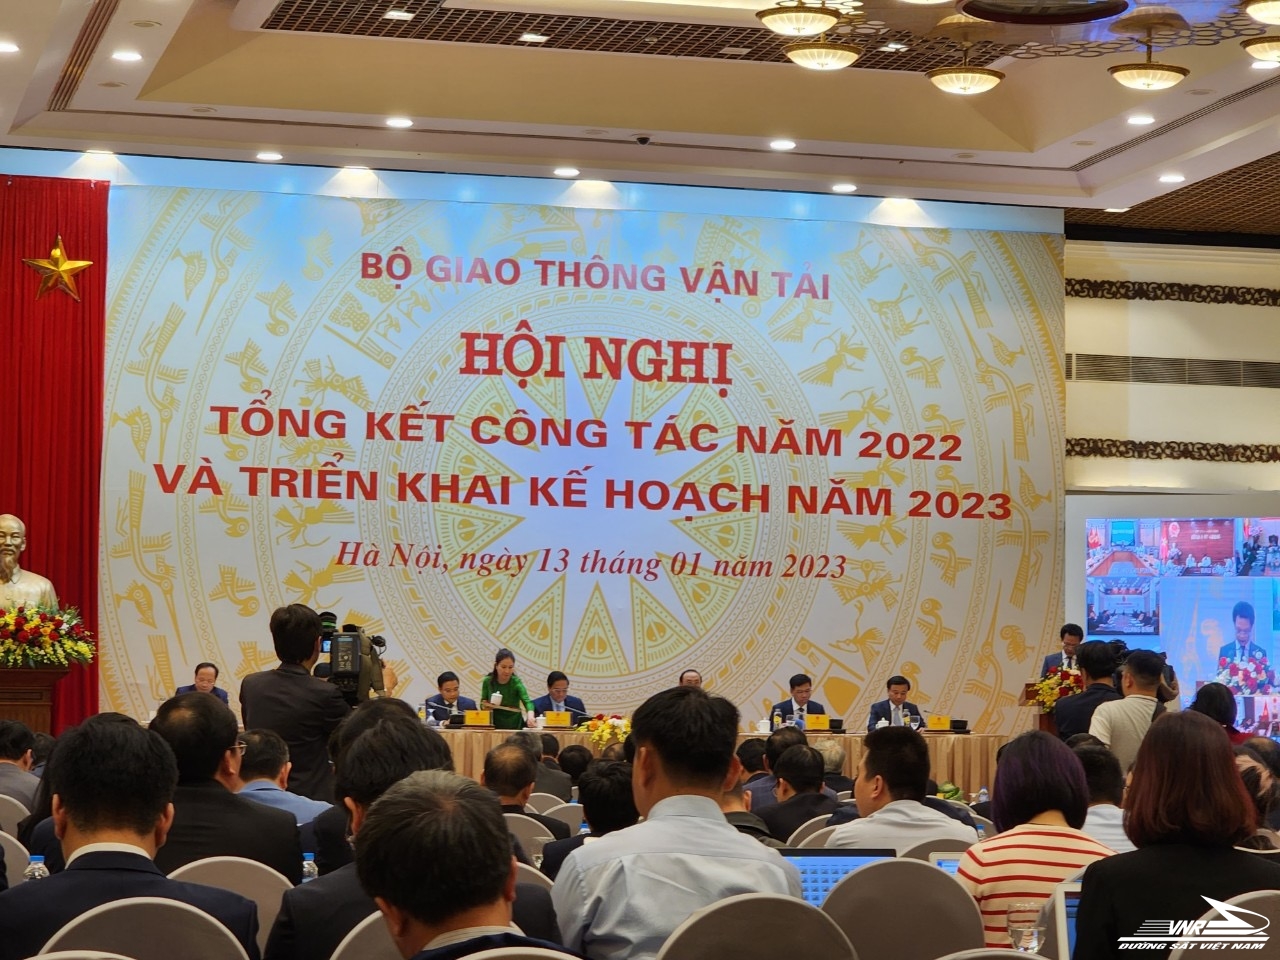 BỘ GIAO THÔNG VẬN TẢI
HỘI NGHỊ
TỔNG KẾT CÔNG TÁC NĂM 2022
VÀ TRIỂN KHAI KẾ HOẠCH NĂM 2023
Hà Nội, ngày 13 tháng 01 năm 2023
VNR
ĐƯỜNG SẮT VIỆT NAM